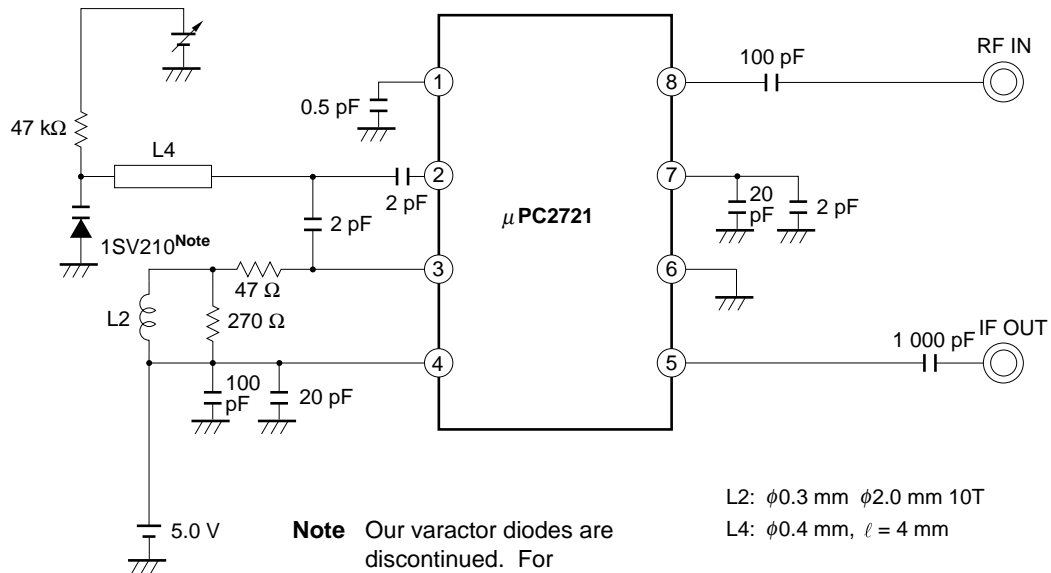 RF IN
100 pF
1
8
0.5 pF
47 kΩ
L4
2
7
2 pF
2 pF
20 pF
2 pF
μPC2721
1SV210Note
3
6
47 Ω
L2
270 Ω
IF OUT
1 000 pF
4
5
100 pF
20 pF
5.0 V
L2: φ0.3 mm φ2.0 mm 10T
L4: φ0.4 mm, ℓ = 4 mm
Note Our varactor diodes are
discontinued. For